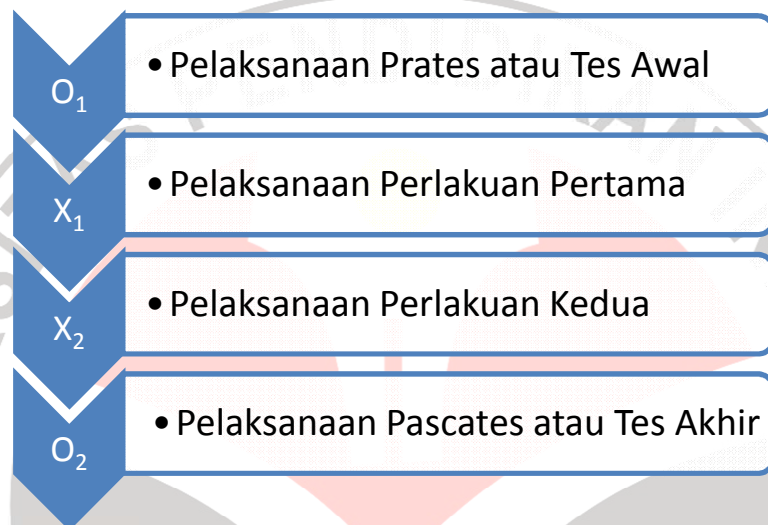 O₁
• Pelaksanaan Prates atau Tes Awal
X₁
• Pelaksanaan Perlakuan Pertama
X₂
• Pelaksanaan Perlakuan Kedua
O₂
• Pelaksanaan Pascates atau Tes Akhir